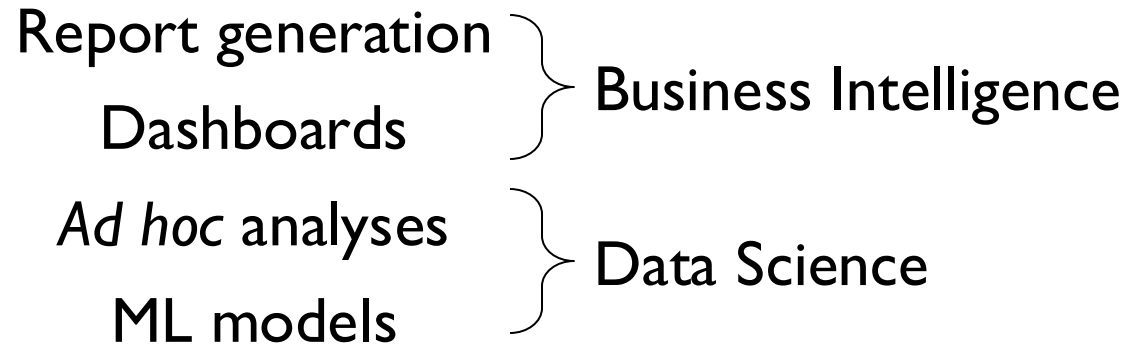 Report generation
Dashboards
Business Intelligence
Ad hoc analyses
ML models
Data Science